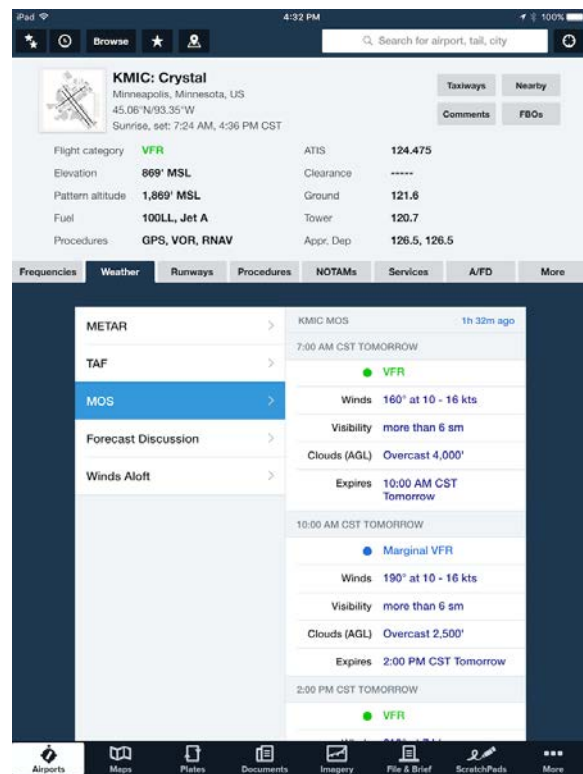 iPad 4:32 PM 100%
Browse Search for airport, tail, city
KMIC: Crystal
Minneapolis, Minnesota, US
45.06°N/93.35°W
Sunrise, set: 7:24 AM, 4:36 PM CST
Taxiways Nearby
Comments FBOs
Flight category VFR ATIS 124.475
Elevation 869' MSL Clearance -----
Pattern altitude 1,869' MSL Ground 121.6
Fuel 100LL, Jet A Tower 120.7
Procedures GPS, VOR, RNAV Appr, Dep 126.5, 126.5
Frequencies Weather Runways Procedures NOTAMs Services A/FD More
METAR
TAF
MOS
Forecast Discussion
Winds Aloft
KMIC MOS 1h 32m ago
7:00 AM CST TOMORROW
VFR
Winds 160° at 10 - 16 kts
Visibility more than 6 sm
Clouds (AGL) Overcast 4,000'
Expires 10:00 AM CST
Tomorrow
10:00 AM CST TOMORROW
Marginal VFR
Winds 190° at 10 - 16 kts
Visibility more than 6 sm
Clouds (AGL) Overcast 2,500'
Expires 2:00 PM CST Tomorrow
2:00 PM CST TOMORROW
VFR
Airports Maps Plates Documents Imagery File & Brief ScratchPads More